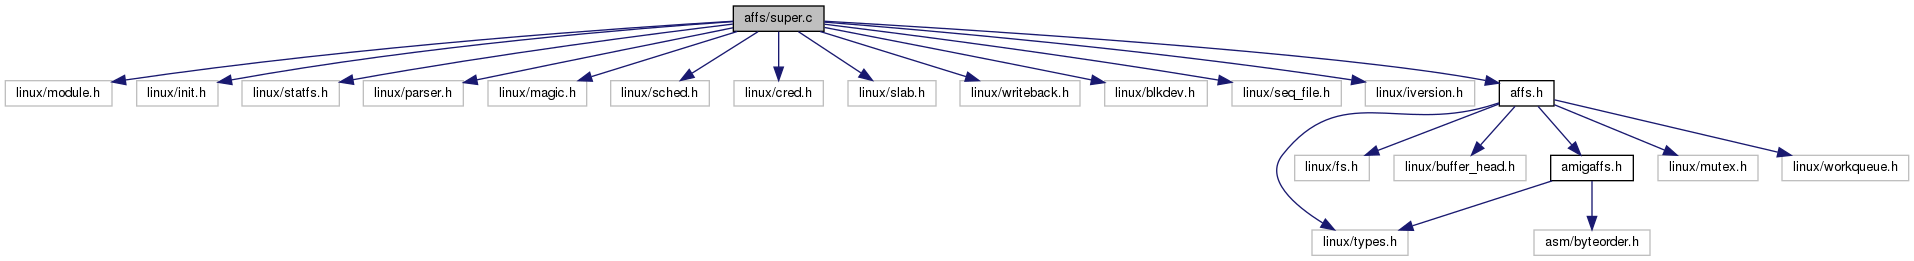 affs/super.c
linux/module.h
linux/init.h
linux/statfs.h
linux/parser.h
linux/magic.h
linux/sched.h
linux/cred.h
linux/slab.h
linux/writeback.h
linux/blkdev.h
linux/seq_file.h
linux/iversion.h
affs.h
linux/fs.h
linux/buffer_head.h
amigaffs.h
linux/mutex.h
linux/workqueue.h
linux/types.h
asm/byteorder.h